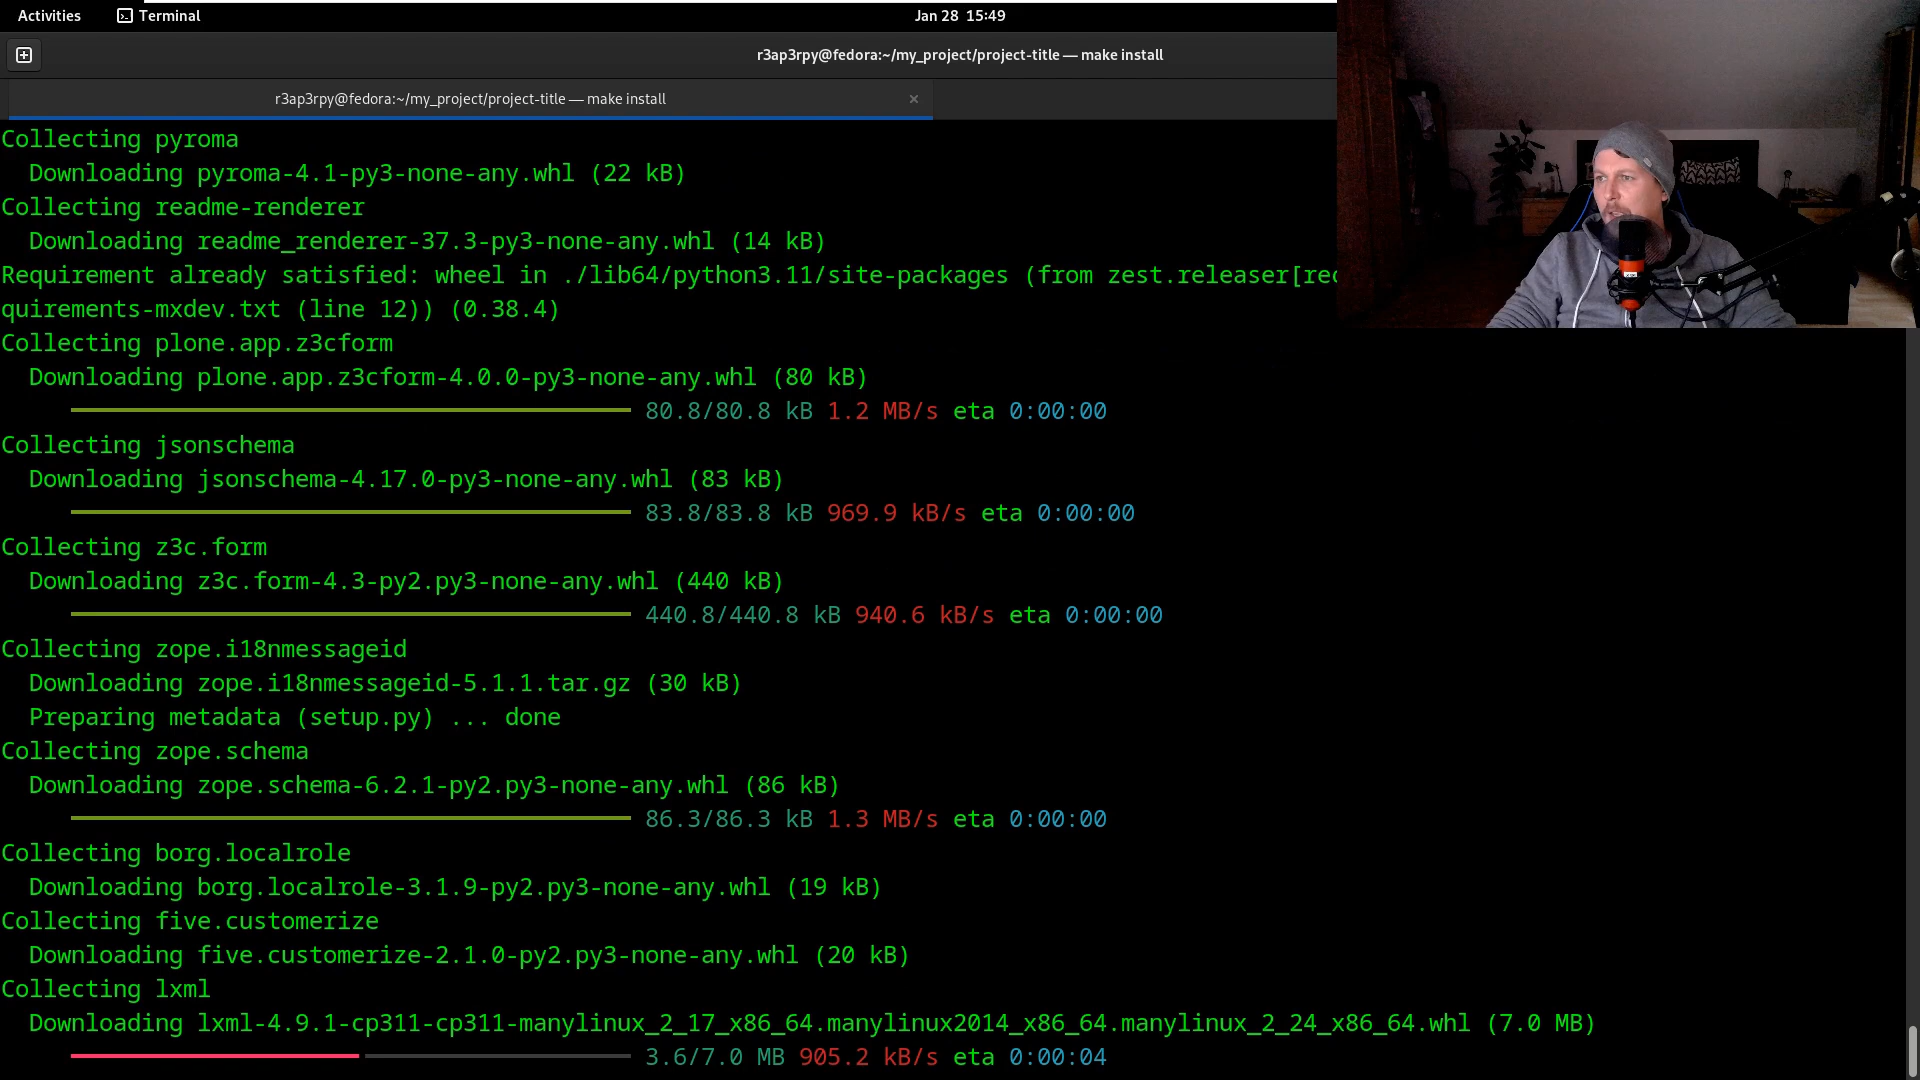 Activities
Terminal
Jan 28 15:49
r3ap3rpy@fedora:~/my_project/project-title — make install
r3ap3rpy@fedora:~/my_project/project-title — make install
Collecting pyroma
Downloading pyroma-4.1-py3-none-any.whl (22 kB)
Collecting readme-renderer
Downloading readme_renderer-37.3-py3-none-any.whl (14 kB)
Requirement already satisfied: wheel in ./lib64/python3.11/site-packages (from zest.releaser[rec
quirements-mxdev.txt (line 12)) (0.38.4)
Collecting plone.app.z3cform
Downloading plone.app.z3cform-4.0.0-py3-none-any.whl (80 kB)
80.8/80.8 kB 1.2 MB/s eta 0:00:00
Collecting jsonschema
Downloading jsonschema-4.17.0-py3-none-any.whl (83 kB)
83.8/83.8 kB 969.9 kB/s eta 0:00:00
Collecting z3c.form
Downloading z3c.form-4.3-py2.py3-none-any.whl (440 kB)
440.8/440.8 kB 940.6 kB/s eta 0:00:00
Collecting zope.i18nmessageid
Downloading zope.i18nmessageid-5.1.1.tar.gz (30 kB)
Preparing metadata (setup.py) ... done
Collecting zope.schema
Downloading zope.schema-6.2.1-py2.py3-none-any.whl (86 kB)
86.3/86.3 kB 1.3 MB/s eta 0:00:00
Collecting borg.localrole
Downloading borg.localrole-3.1.9-py2.py3-none-any.whl (19 kB)
Collecting five.customerize
Downloading five.customerize-2.1.0-py2.py3-none-any.whl (20 kB)
Collecting lxml
Downloading lxml-4.9.1-cp311-cp311-manylinux_2_17_x86_64.manylinux2014_x86_64.manylinux_2_24_x86_64.whl (7.0 MB)
3.6/7.0 MB 905.2 kB/s eta 0:00:04